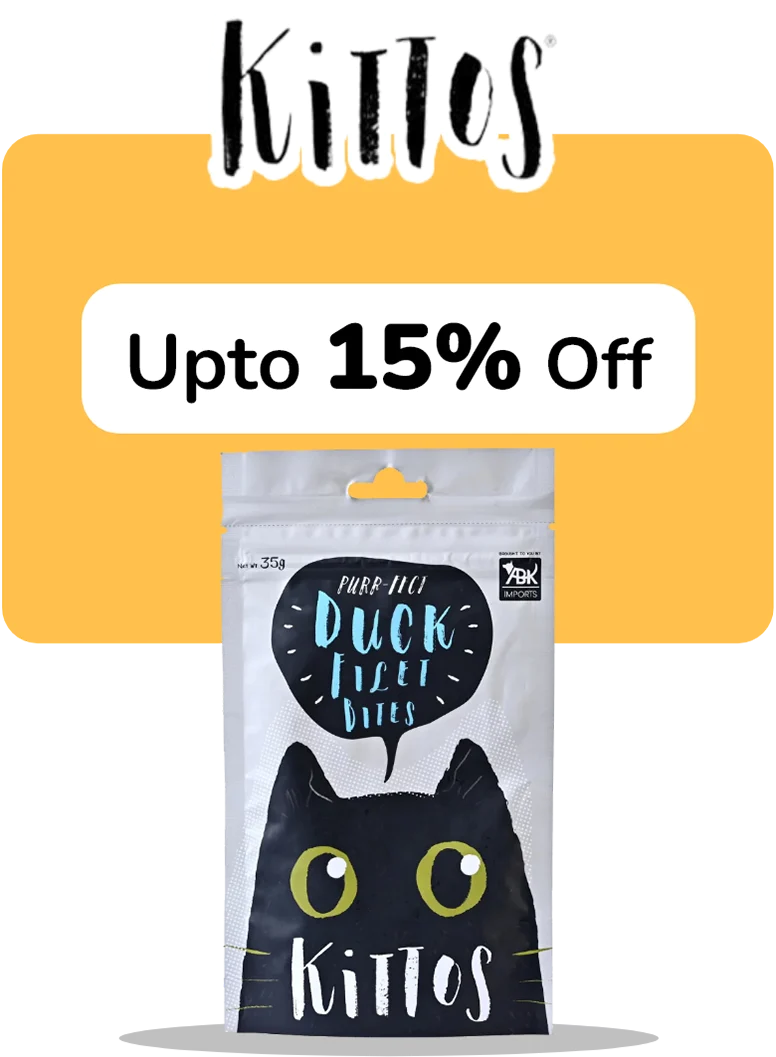 KiTTOS®
Upto 15% Off
NET WT 35g
BROUGHT TO YOU BY
ABK
IMPORTS
PURR-FECT
DUCK
FILET
BITES
KiTTOS